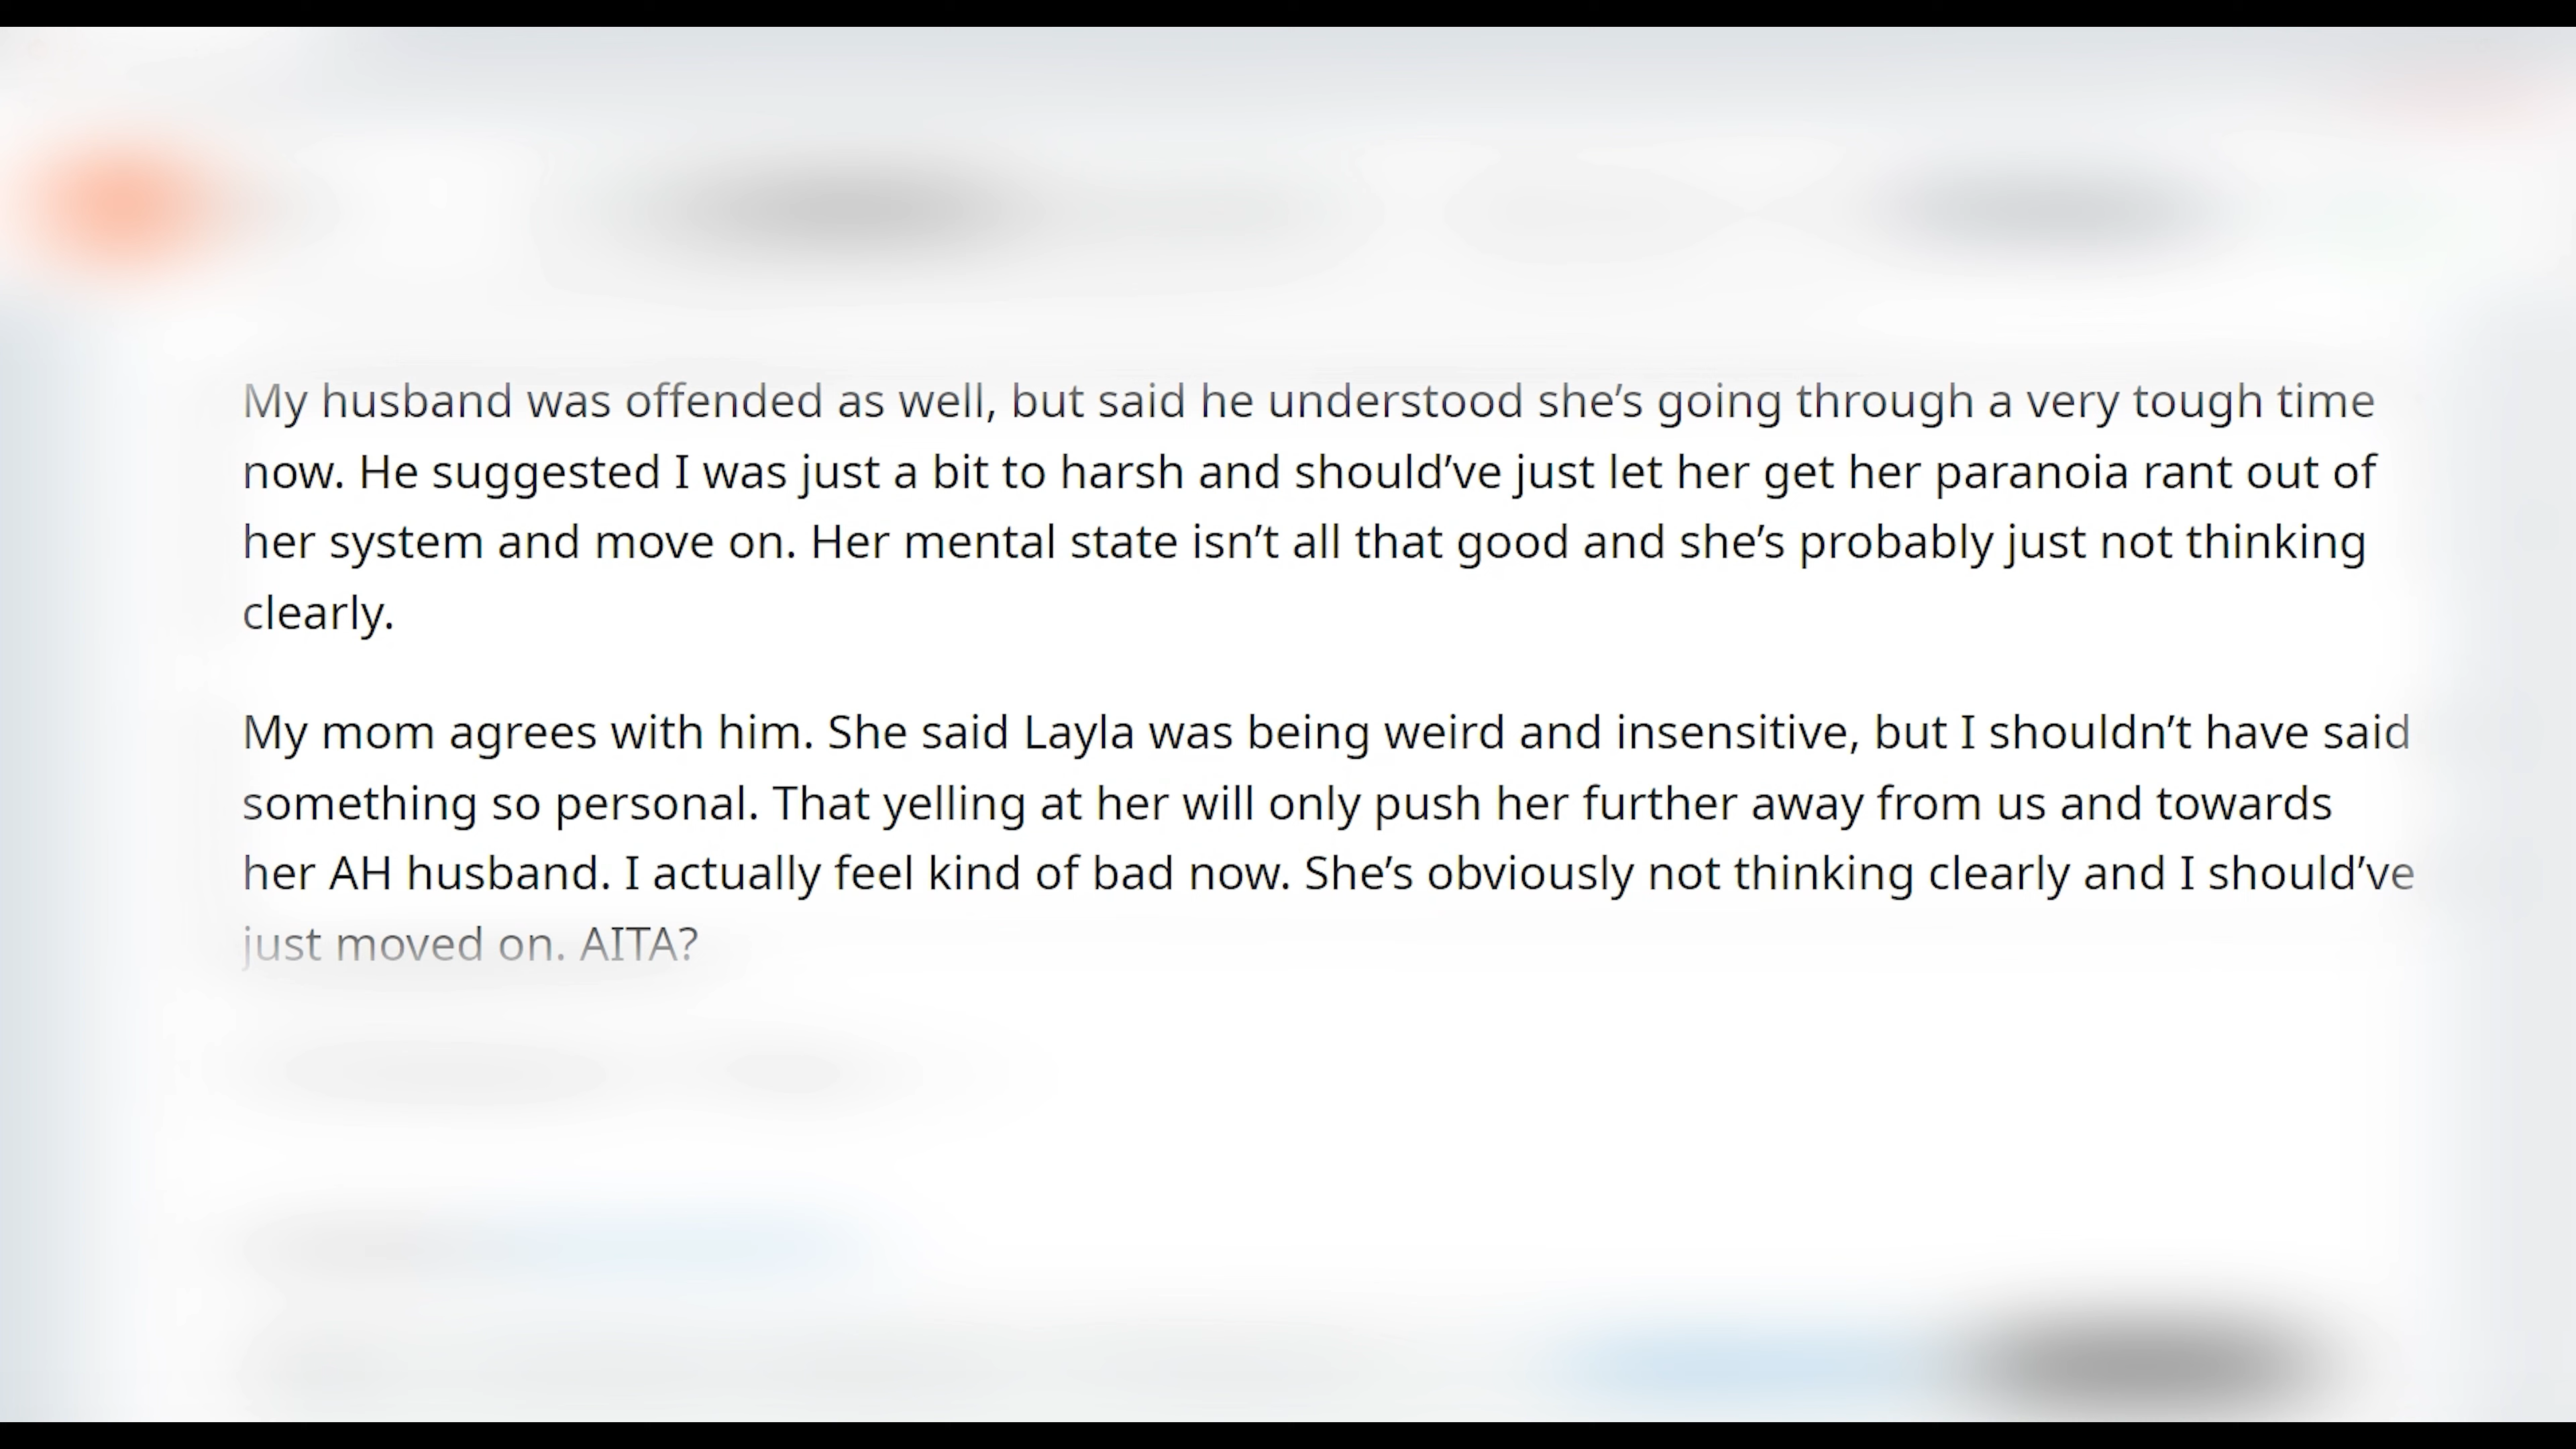 My husband was offended as well, but said he understood she’s going through a very tough time
now. He suggested I was just a bit to harsh and should’ve just let her get her paranoia rant out of
her system and move on. Her mental state isn’t all that good and she’s probably just not thinking
clearly.
My mom agrees with him. She said Layla was being weird and insensitive, but I shouldn’t have said
something so personal. That yelling at her will only push her further away from us and towards
her AH husband. I actually feel kind of bad now. She’s obviously not thinking clearly and I should’ve
just moved on. AITA?